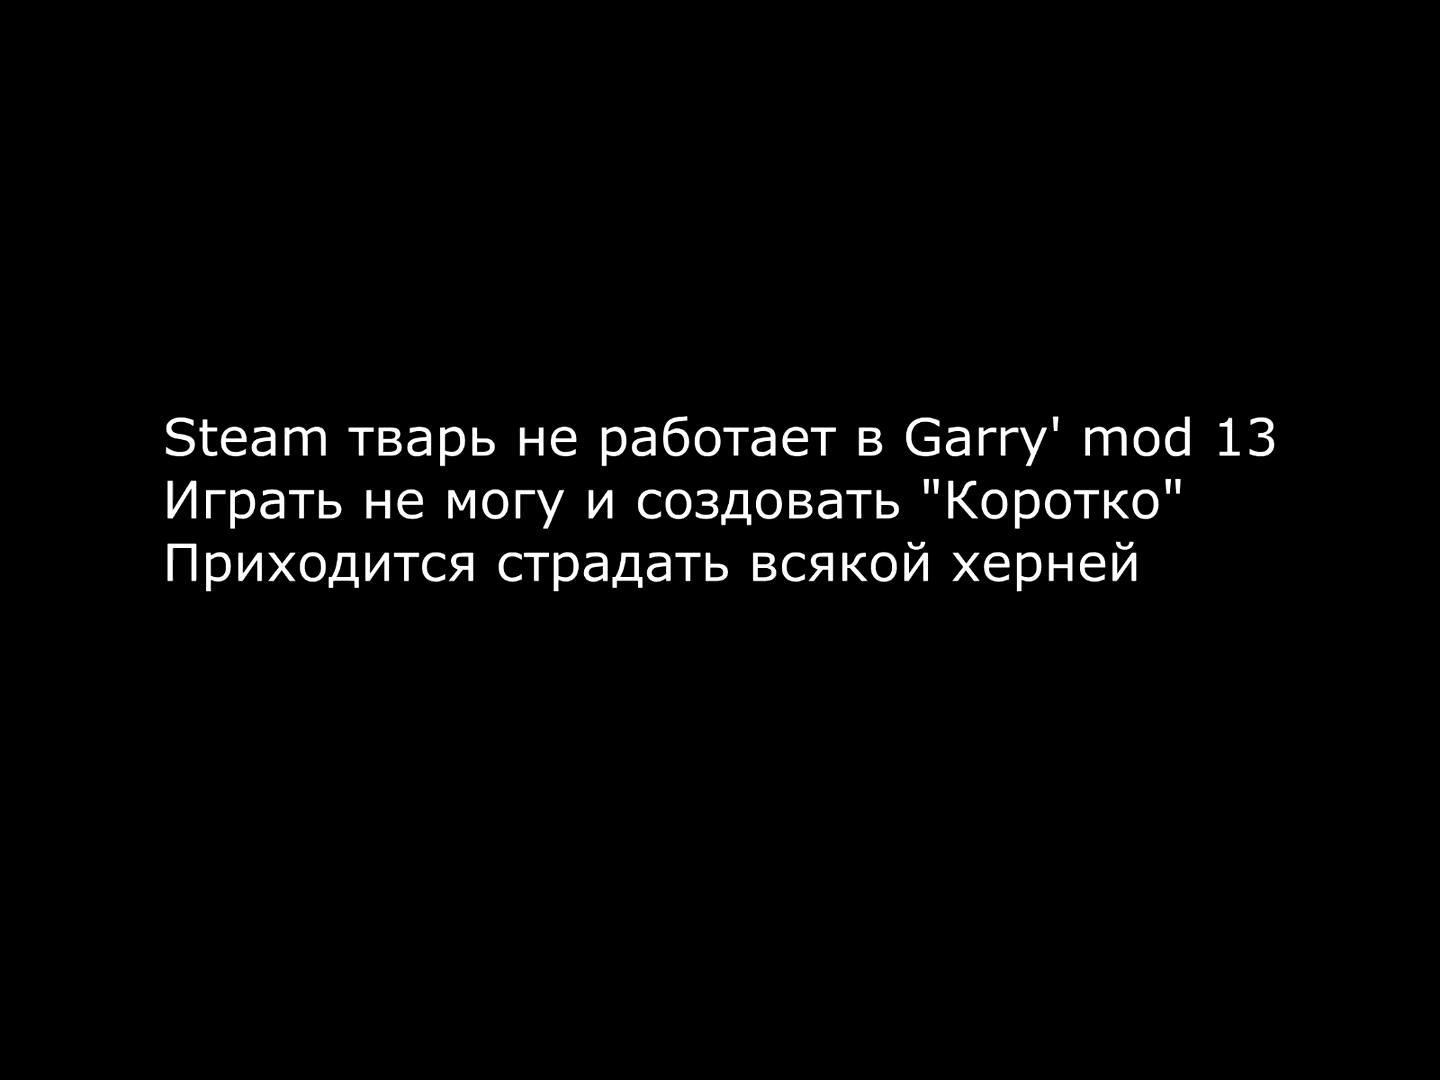 Steam тварь не работает в Garry' mod 13
Играть не могу и создовать "Коротко"
Приходится страдать всякой херней